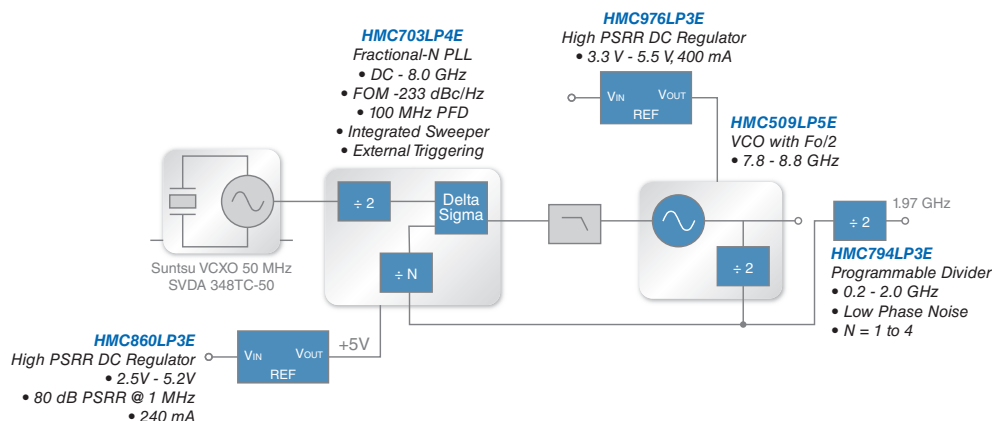 HMC703LP4E
Fractional-N PLL
• DC - 8.0 GHz
• FOM -233 dBc/Hz
• 100 MHz PFD
• Integrated Sweeper
• External Triggering
HMC976LP3E
High PSRR DC Regulator
• 3.3 V - 5.5 V, 400 mA
VIN VOUT
REF
HMC509LP5E
VCO with Fo/2
• 7.8 - 8.8 GHz
÷ 2
Delta
Sigma
÷ N
÷ 2
÷ 2
1.97 GHz
HMC794LP3E
Programmable Divider
• 0.2 - 2.0 GHz
• Low Phase Noise
• N = 1 to 4
Suntsu VCXO 50 MHz
SVDA 348TC-50
HMC860LP3E
High PSRR DC Regulator
• 2.5V - 5.2V
• 80 dB PSRR @ 1 MHz
• 240 mA
VIN VOUT
REF
+5V